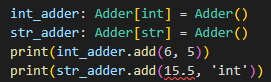 int_adder: Adder[int] = Adder()
str_adder: Adder[str] = Adder()
print(int_adder.add(6, 5))
print(str_adder.add(15.5, 'int'))